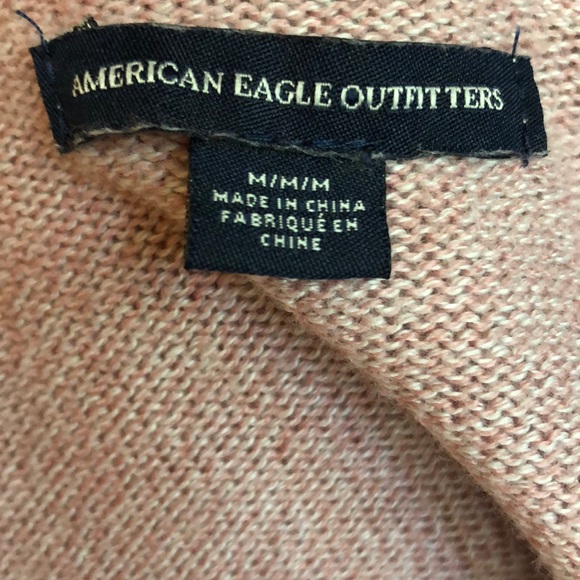 AMERICAN EAGLE OUTFITTERS
M/M/M
MADE IN CHINA
FABRIQUÉ EN
CHINE